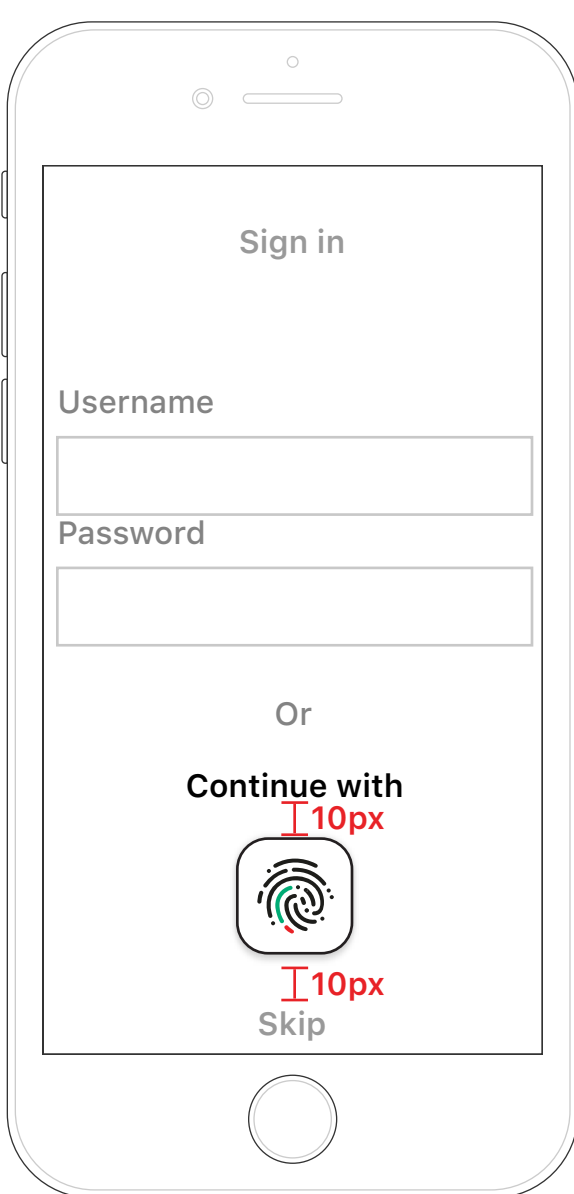 Sign in
Username
Password
Or
Continue with
10px
10px
Skip